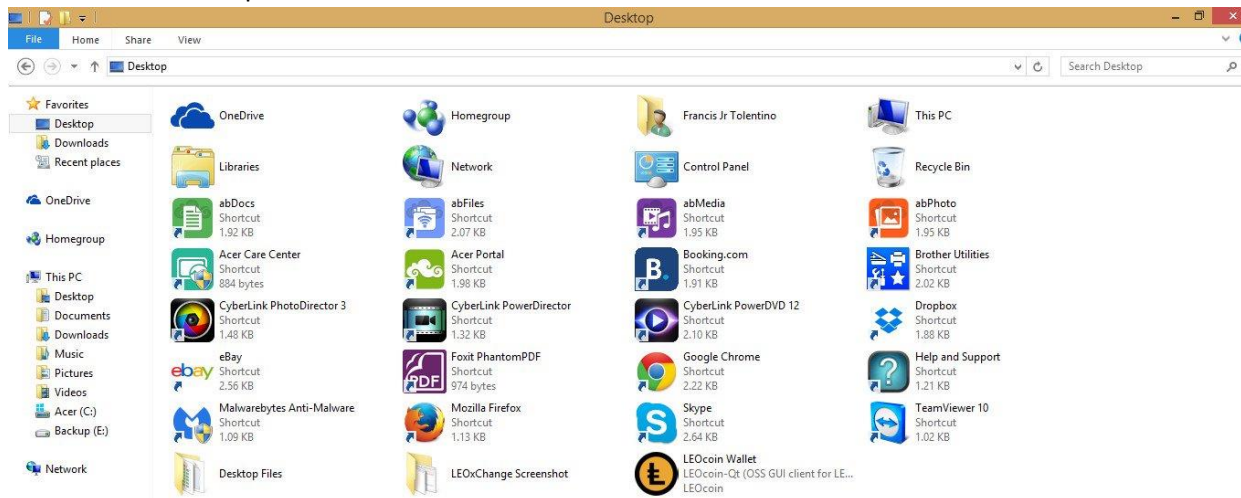 Desktop
File Home Share View
Desktop
Search Desktop
Favorites
Desktop
Downloads
Recent places
OneDrive
Homegroup
This PC
Desktop
Documents
Downloads
Music
Pictures
Videos
Acer (C:)
Backup (E:)
Network
OneDrive
Homegroup
Francis Jr Tolentino
This PC
Libraries
Network
Control Panel
Recycle Bin
abDocs
Shortcut
1.92 KB
abFiles
Shortcut
2.07 KB
abMedia
Shortcut
1.95 KB
abPhoto
Shortcut
1.95 KB
Acer Care Center
Shortcut
884 bytes
Acer Portal
Shortcut
1.98 KB
B.
Booking.com
Shortcut
1.91 KB
Brother Utilities
Shortcut
2.02 KB
CyberLink PhotoDirector 3
Shortcut
1.48 KB
CyberLink PowerDirector
Shortcut
1.32 KB
CyberLink PowerDVD 12
Shortcut
2.10 KB
Dropbox
Shortcut
1.88 KB
ebay
eBay
Shortcut
2.56 KB
PDF
Foxit PhantomPDF
Shortcut
974 bytes
Google Chrome
Shortcut
2.22 KB
?
Help and Support
Shortcut
1.21 KB
Malwarebytes Anti-Malware
Shortcut
1.09 KB
Mozilla Firefox
Shortcut
1.13 KB
S
Skype
Shortcut
2.64 KB
TeamViewer 10
Shortcut
1.02 KB
Desktop Files
LEOxChange Screenshot
LEOcoin Wallet
LEOcoin-Qt (OSS GUI client for LE...
LEOcoin